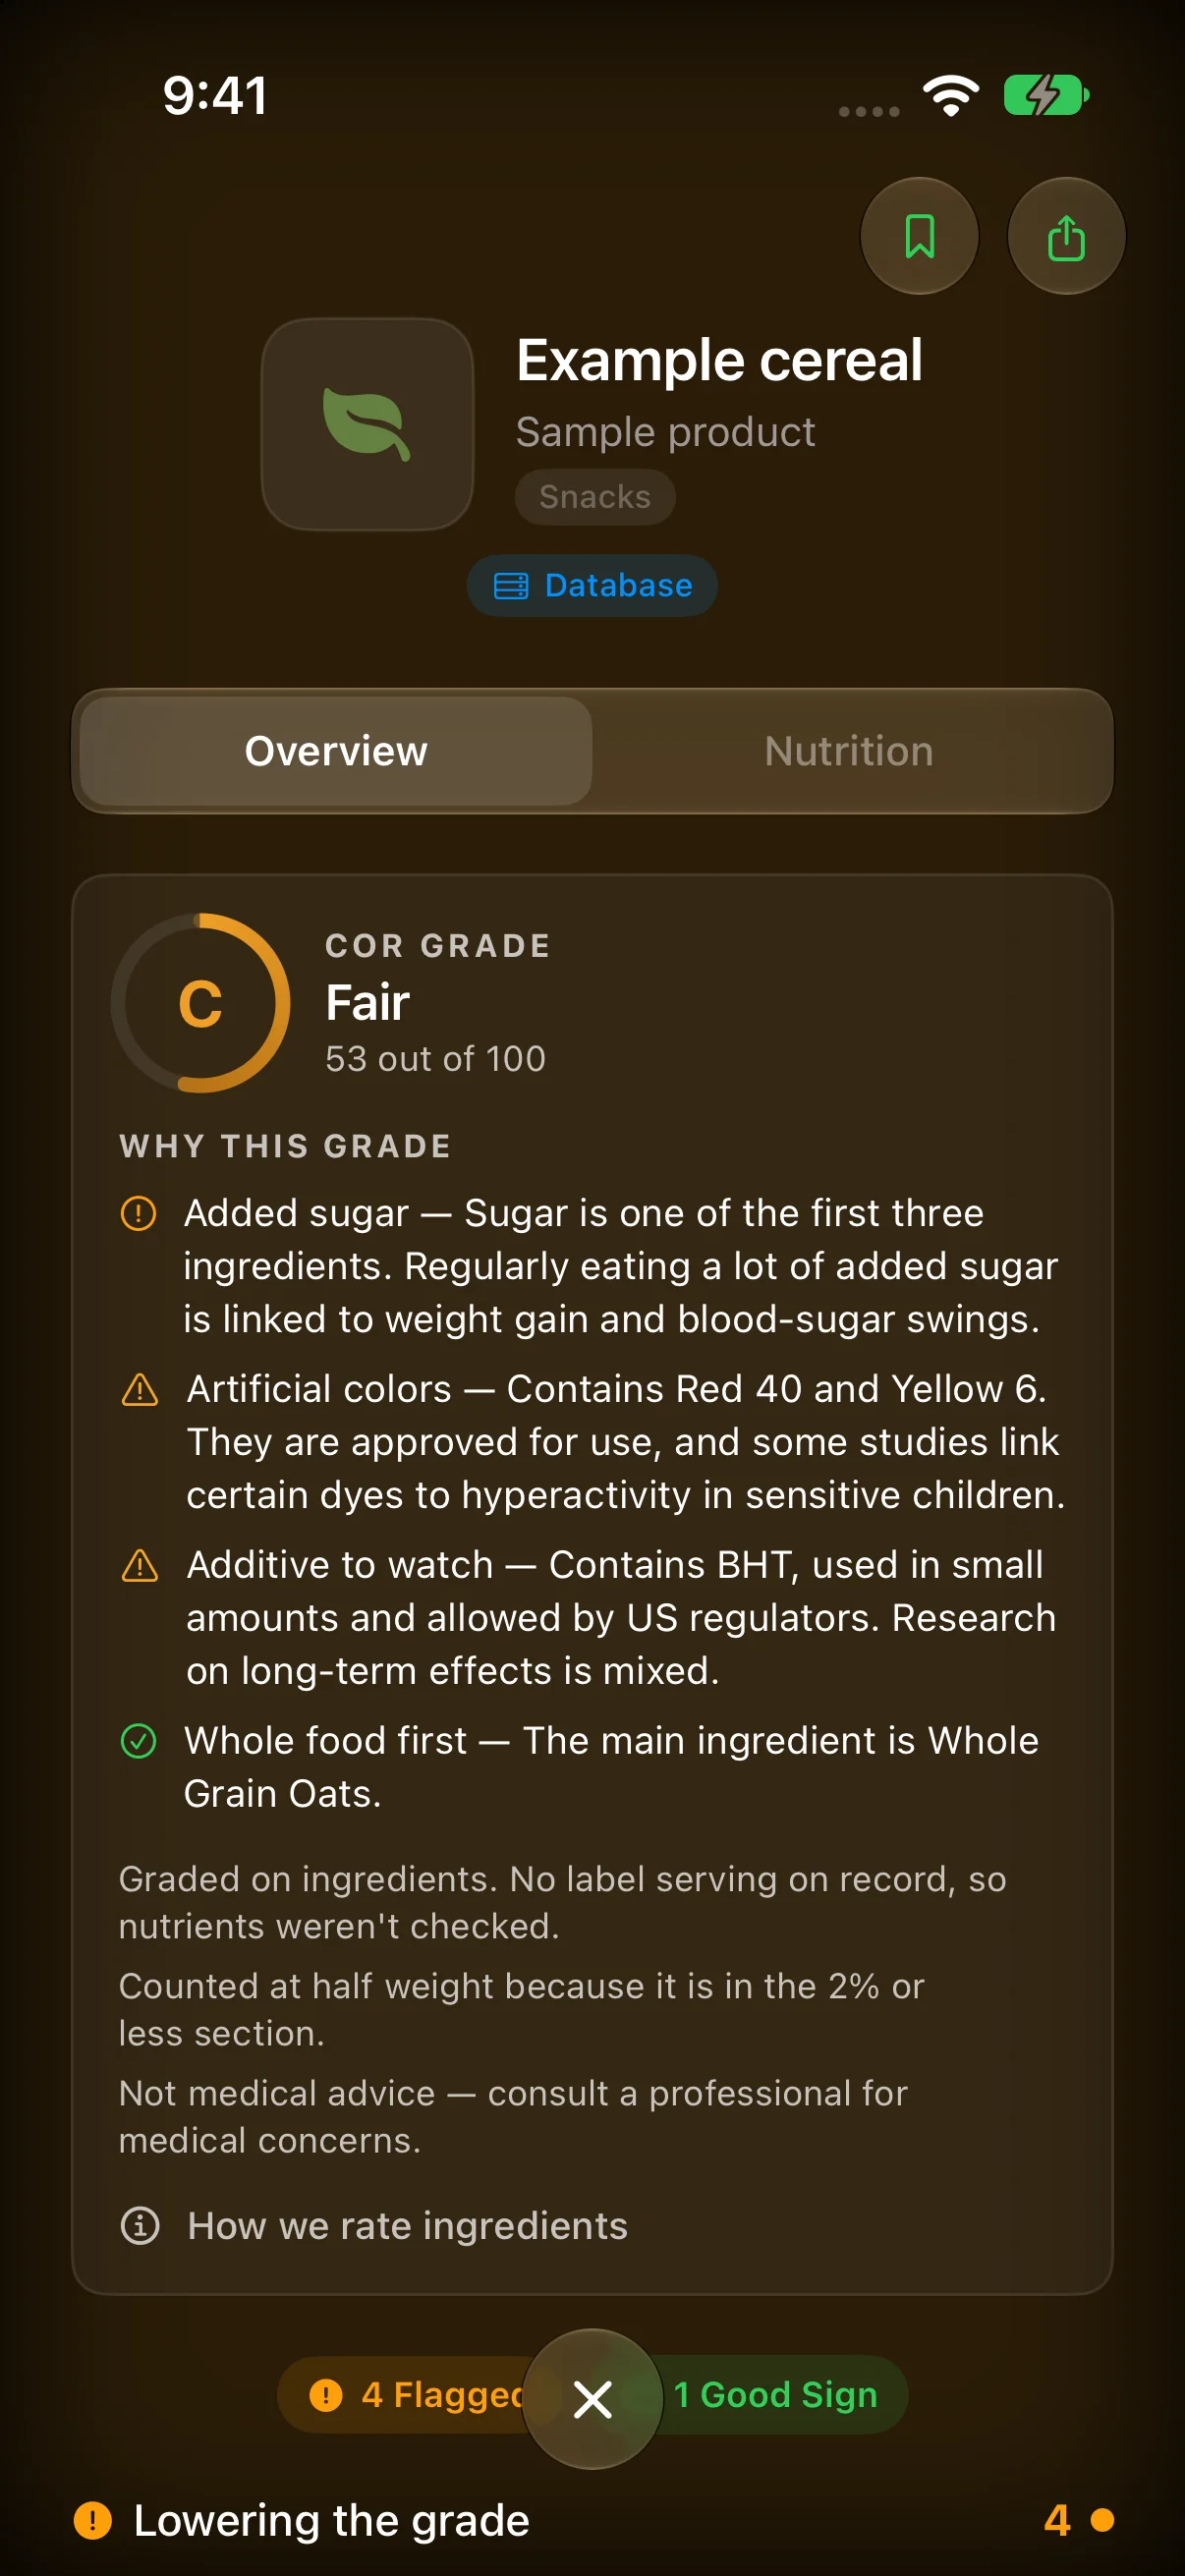 9:41
Example cereal
Sample product
Snacks
Database
Overview
Nutrition
C
COR GRADE
Fair
53 out of 100
WHY THIS GRADE
Added sugar — Sugar is one of the first three
ingredients. Regularly eating a lot of added sugar
is linked to weight gain and blood-sugar swings.
Artificial colors — Contains Red 40 and Yellow 6.
They are approved for use, and some studies link
certain dyes to hyperactivity in sensitive children.
Additive to watch — Contains BHT, used in small
amounts and allowed by US regulators. Research
on long-term effects is mixed.
Whole food first — The main ingredient is Whole
Grain Oats.
Graded on ingredients. No label serving on record, so
nutrients weren't checked.
Counted at half weight because it is in the 2% or
less section.
Not medical advice — consult a professional for
medical concerns.
How we rate ingredients
4 Flagged
1 Good Sign
Lowering the grade
4